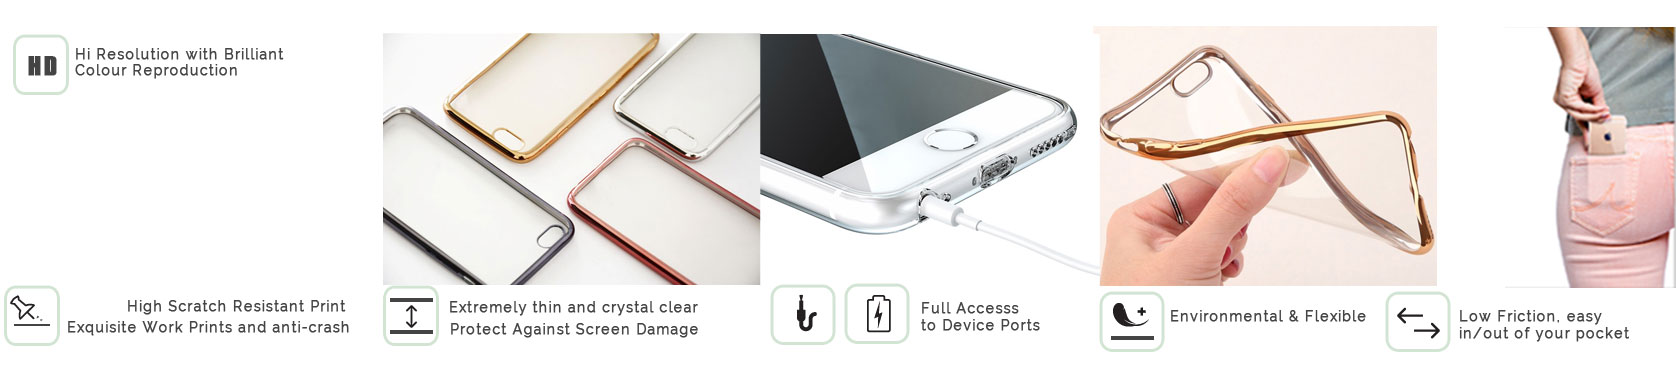 HD
Hi Resolution with Brilliant
Colour Reproduction
High Scratch Resistant Print
Exquisite Work Prints and anti-crash
Extremely thin and crystal clear
Protect Against Screen Damage
Full Accesss
to Device Ports
Environmental & Flexible
Low Friction, easy
in/out of your pocket